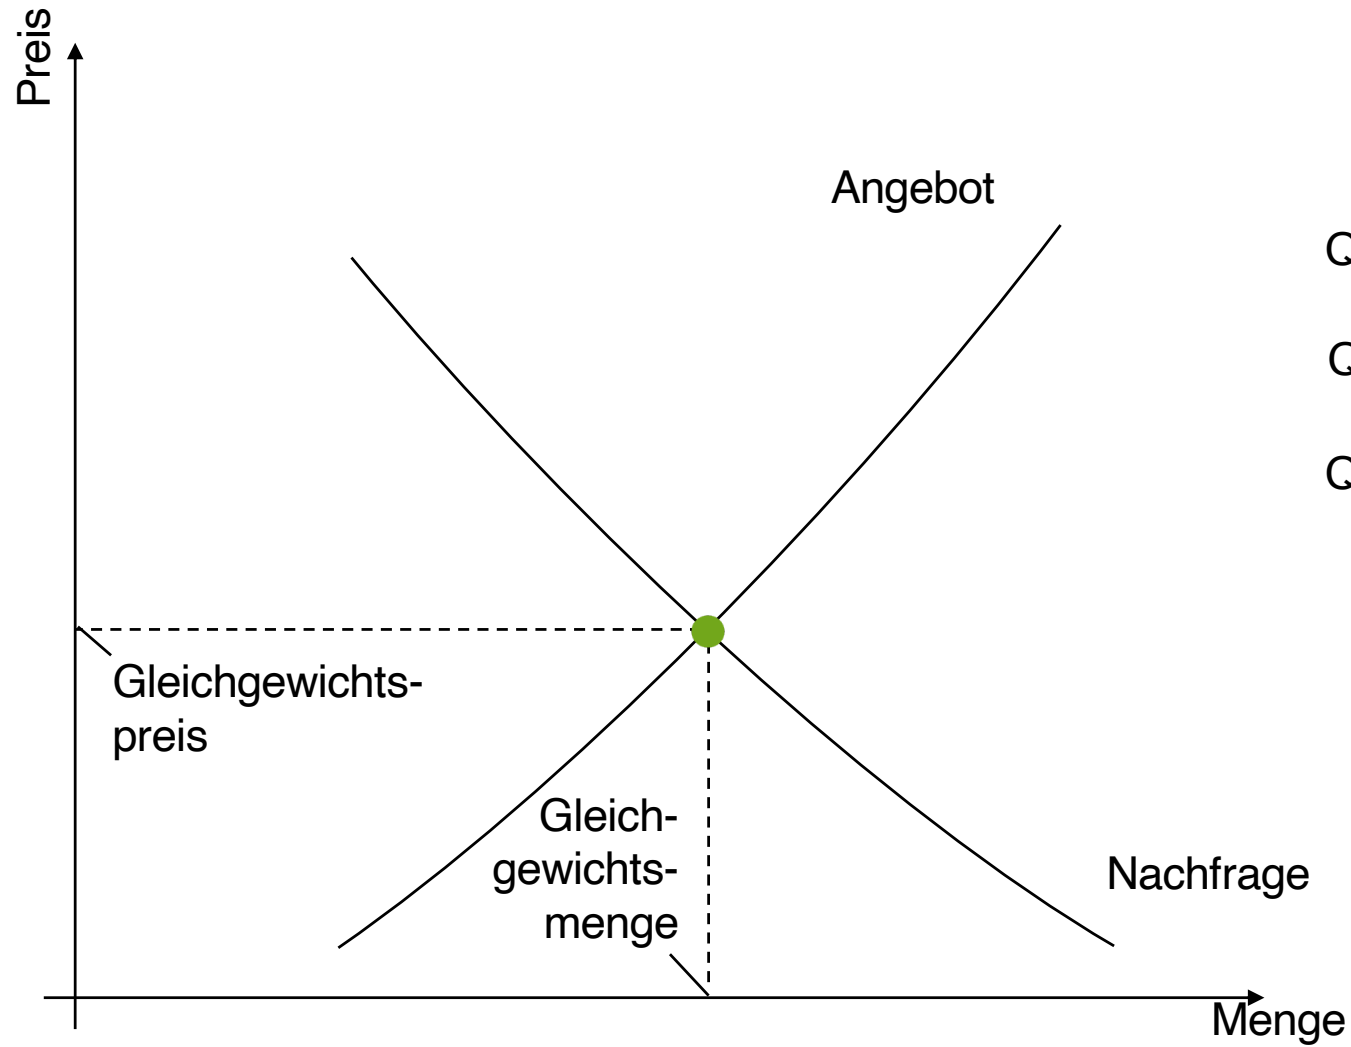 Preis
Angebot
Q
Q
Q
Gleichgewichts-
preis
Gleich-
gewichts-
menge
Nachfrage
Menge